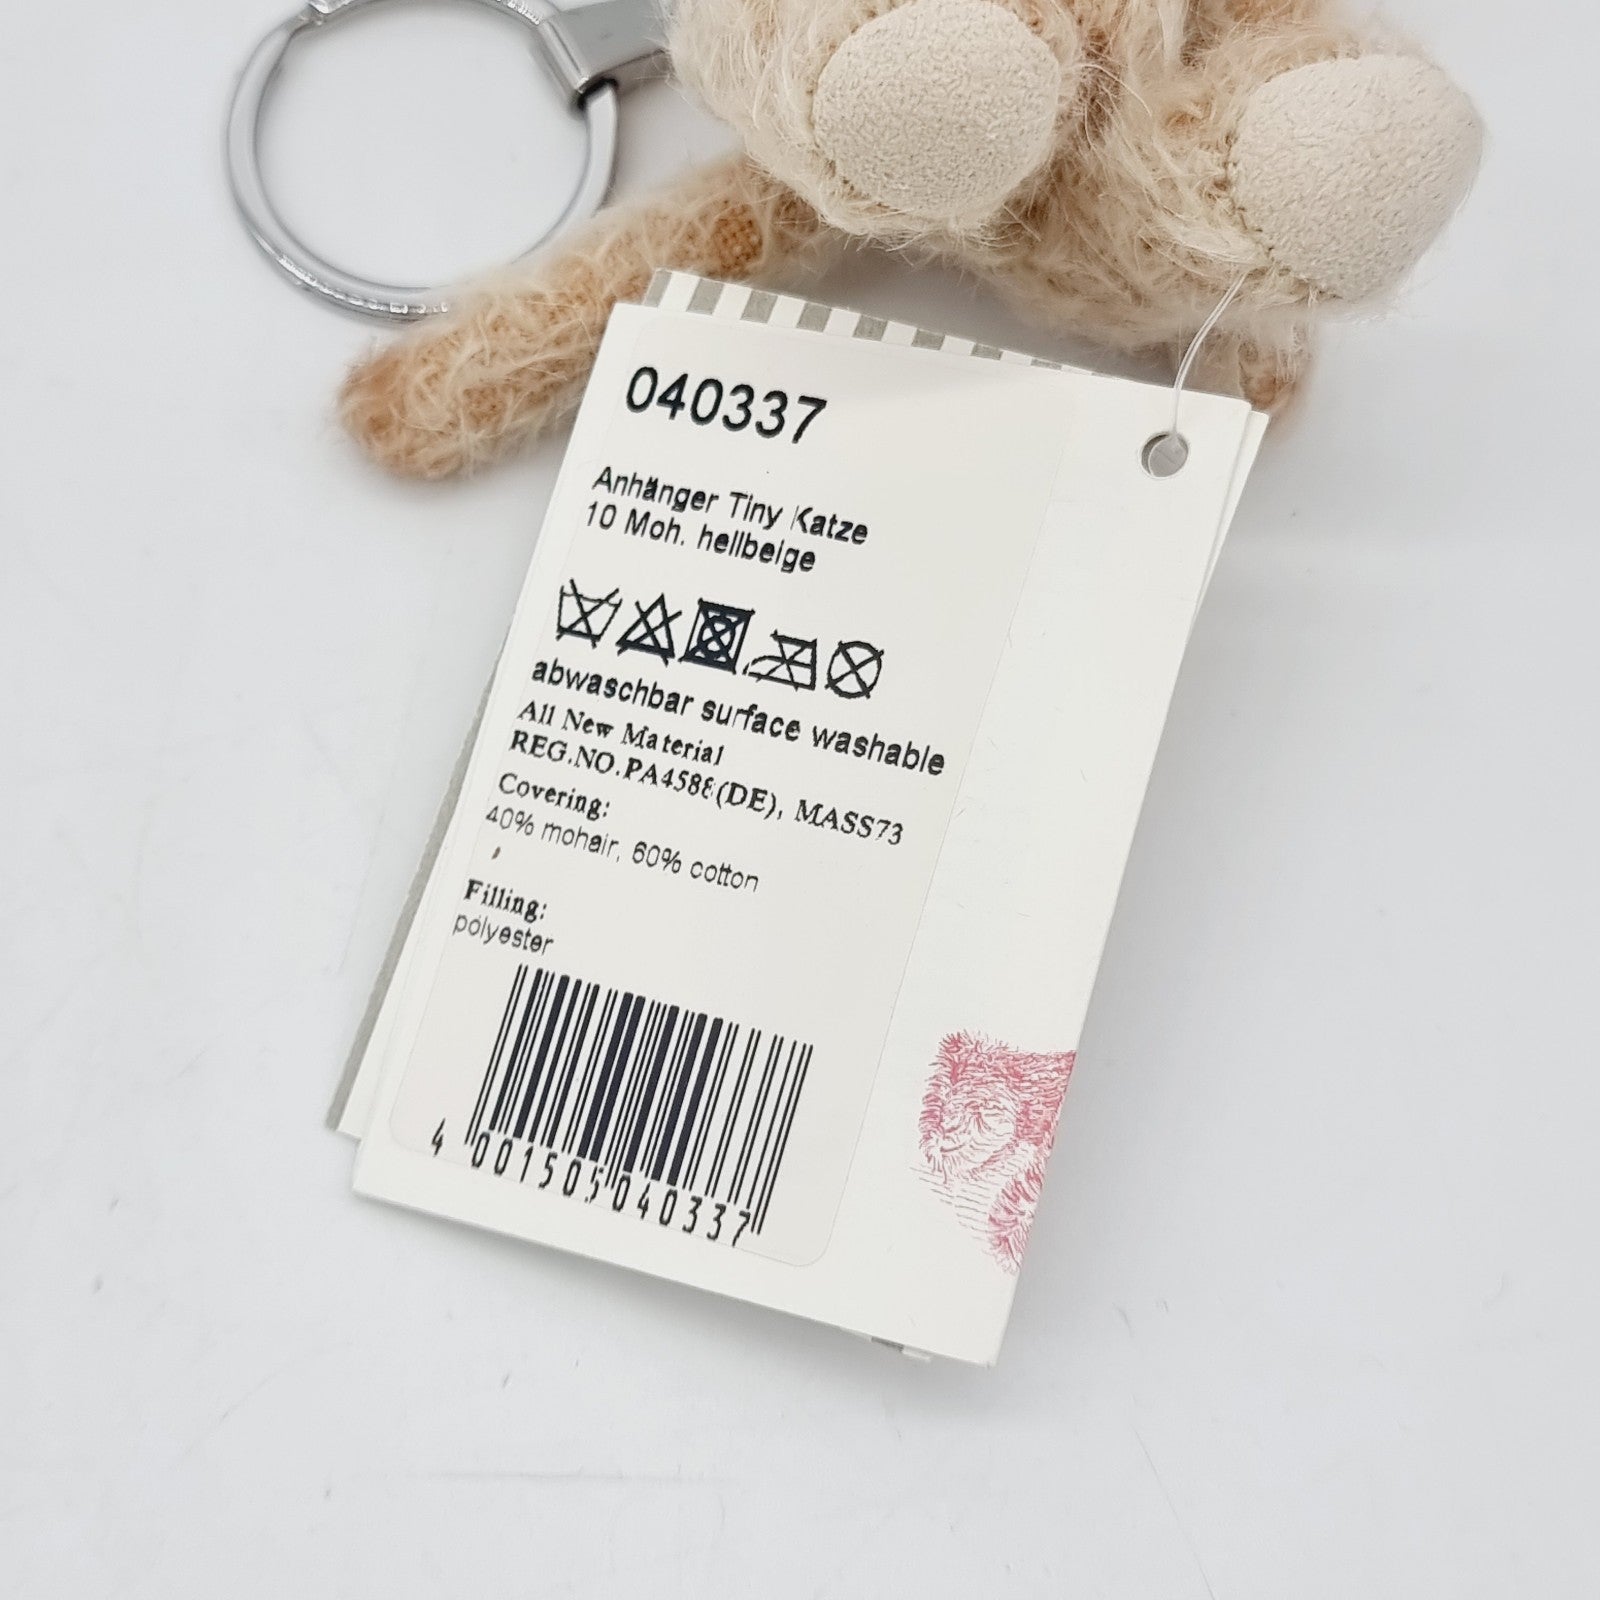 040337
Anhänger Tiny Katze
10 Moh. hellbeige
abwaschbar surface washable
All New Material
REG.NO.PA4588(DE), MASS73
Covering:
40% mohair, 60% cotton
Filling:
polyester
4 001505 040337